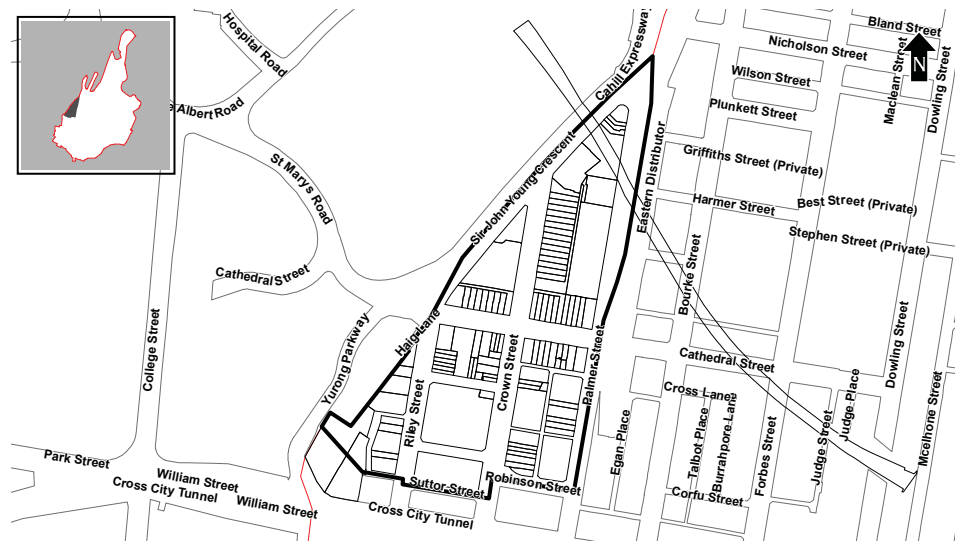 Hospital Road
Cahill Expressway
Bland Street
Nicholson Street
Maclean Street
N
Dowling Street
Wilson Street
Plunkett Street
e Albert Road
St Marys Road
Sir John Young Crescent
Eastern Distributor
Griffiths Street (Private)
Harmer Street
Best Street (Private)
Stephen Street (Private)
Cathedral Street
Bourke Street
College Street
Yurong Parkway
Haig Lane
Crown Street
Palmer Street
Dowling Street
Cathedral Street
Riley Street
Cross Lane
Talbot Place
Burrahpore Lane
Egan Place
Forbes Street
Judge Street
Judge Place
Mcelhone Street
Park Street
William Street
Cross City Tunnel
William Street
Suttor Street
Robinson Street
Corfu Street
Cross City Tunnel